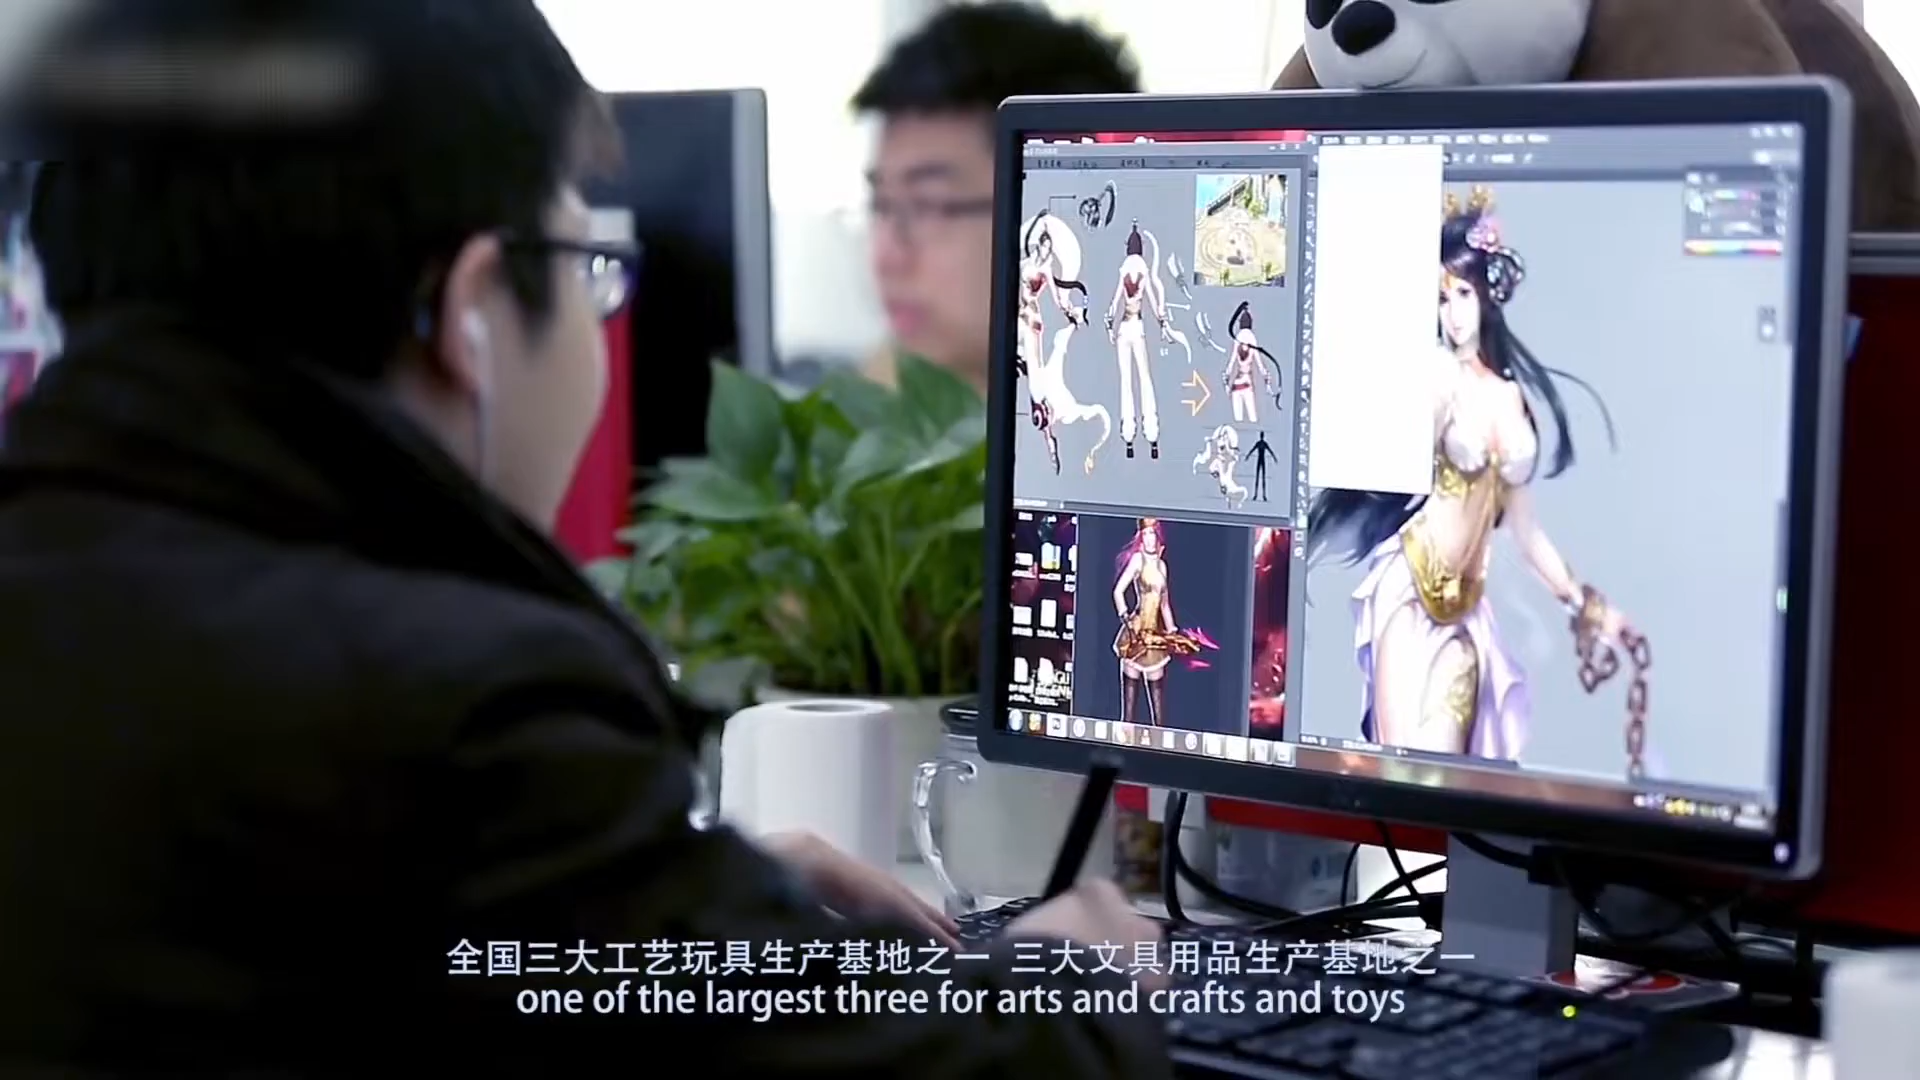 全国三大工艺玩具生产基地之一 三大文具用品生产基地之一
one of the largest three for arts and crafts and toys